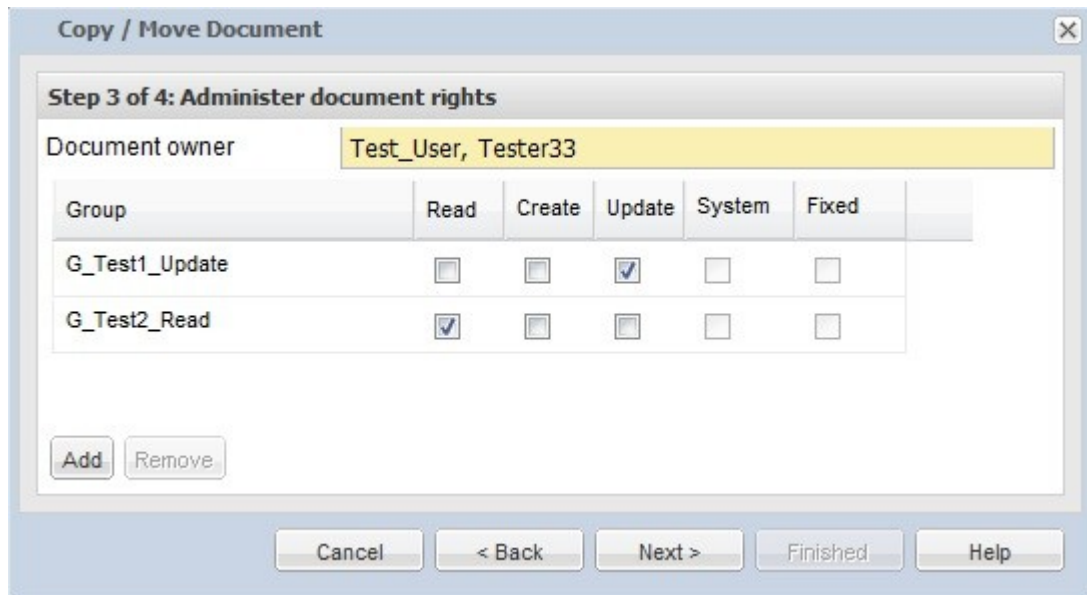 Copy / Move Document
Step 3 of 4: Administer document rights
Document owner Test_User, Tester33
Group Read Create Update System Fixed
G_Test1_Update
G_Test2_Read
Add Remove
Cancel < Back Next > Finished Help